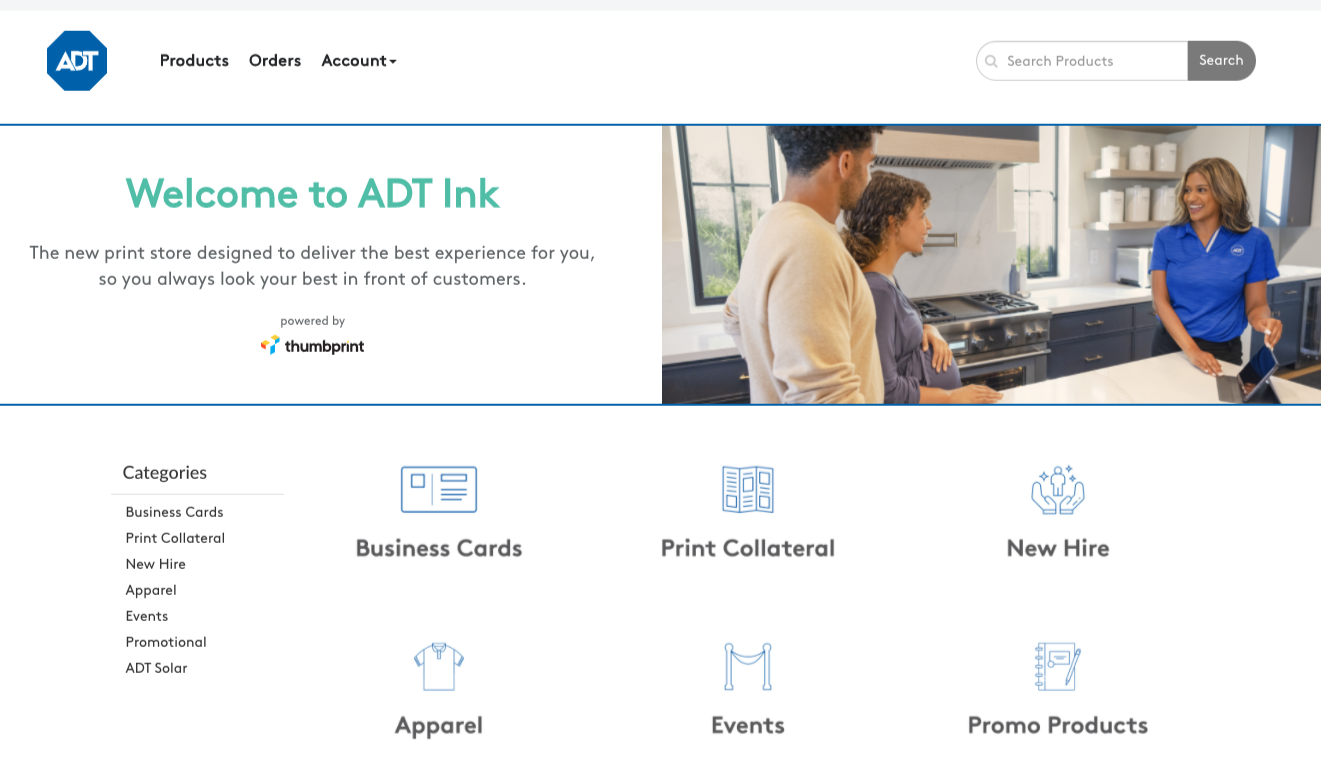 ADT
Products Orders Account
Search Products
Search
Welcome to ADT Ink
The new print store designed to deliver the best experience for you,
so you always look your best in front of customers.
powered by
thumbprint
ADT
Categories
Business Cards
Print Collateral
New Hire
Apparel
Events
Promotional
ADT Solar
Business Cards
Print Collateral
New Hire
Apparel
Events
Promo Products